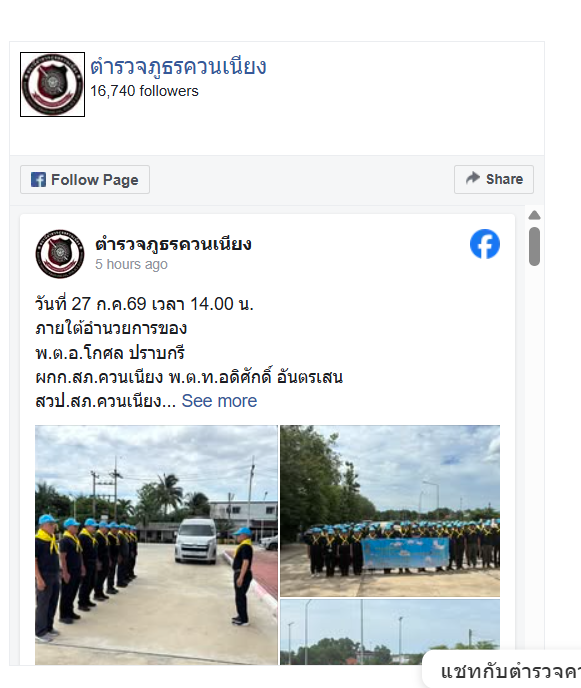 ตำรวจภูธรควนเนียง
16,740 followers
Follow Page
Share
ตำรวจภูธรควนเนียง
5 hours ago
วันที่ 27 ก.ค.69 เวลา 14.00 น.
ภายใต้อำนวยการของ
พ.ต.อ.โกศล ปราบกรี
ผกก.สภ.ควนเนียง พ.ต.ท.อดิศักดิ์ อันตรเสน
สวป.สภ.ควนเนียง... See more
แชทกับตำรวจคว